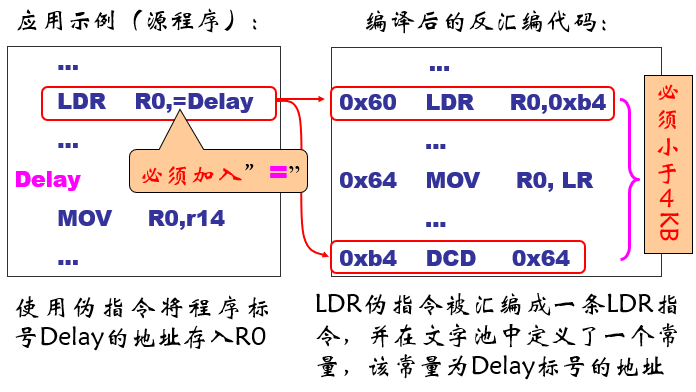 应用示例（源程序）：
...
LDR R0,=Delay
...
必须加入”=”
Delay
MOV R0,r14
...
使用伪指令将程序标
号Delay的地址存入R0
编译后的反汇编代码：
...
0x60 LDR R0,0xb4
...
0x64 MOV R0, LR
...
0xb4 DCD 0x64
必须小于4KB
LDR伪指令被汇编成一条LDR指
令，并在文字池中定义了一个常
量，该常量为Delay标号的地址